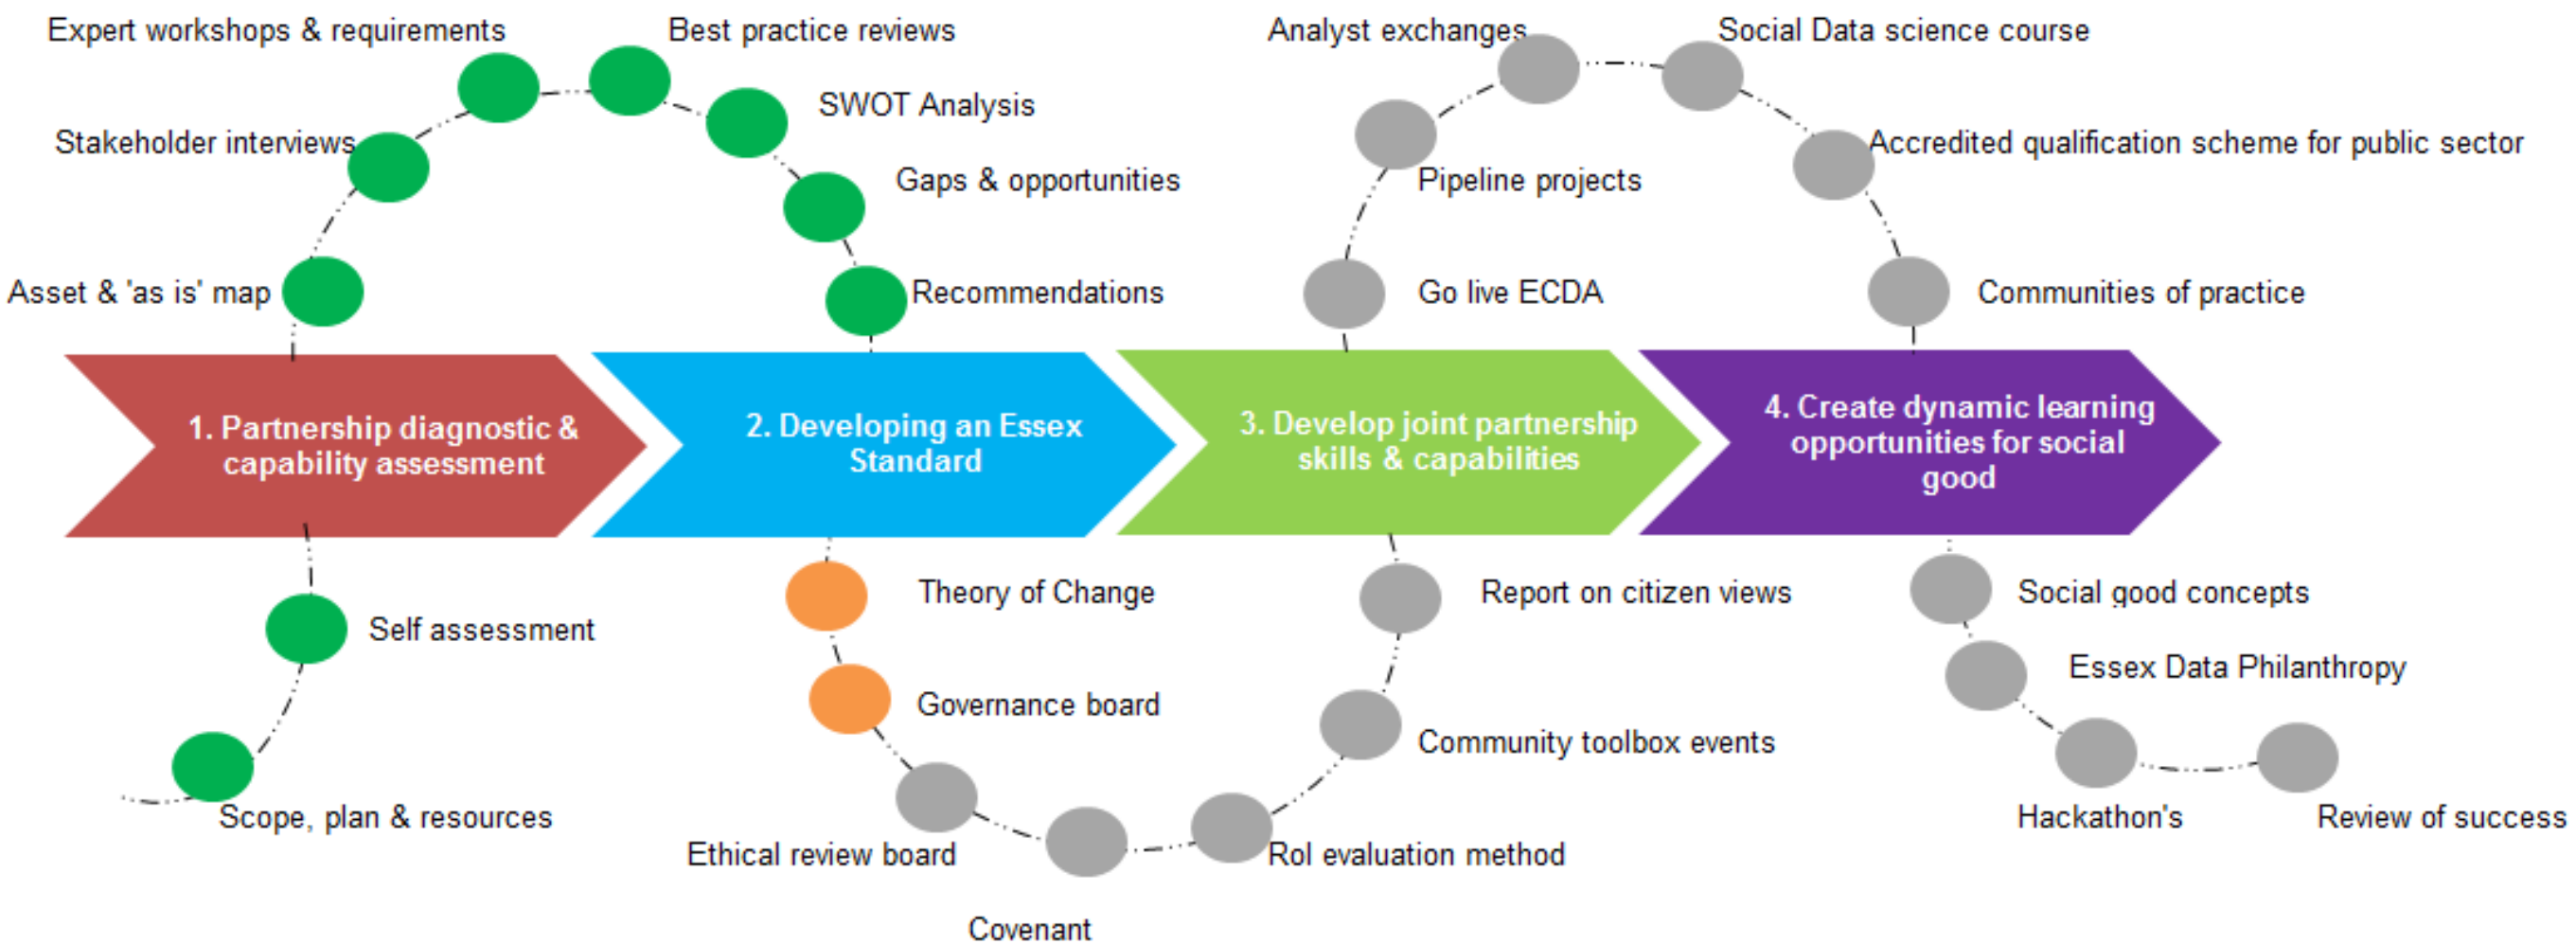 Expert workshops & requirements
Best practice reviews
Analyst exchanges
Social Data science course
SWOT Analysis
Stakeholder interviews
Accredited qualification scheme for public sector
Gaps & opportunities
Pipeline projects
Asset & 'as is' map
Recommendations
Go live ECDA
Communities of practice
1. Partnership diagnostic &
capability assessment
2. Developing an Essex
Standard
3. Develop joint partnership
skills & capabilities
4. Create dynamic learning
opportunities for social
good
Self assessment
Scope, plan & resources
Theory of Change
Governance board
Ethical review board
Covenant
RoI evaluation method
Community toolbox events
Report on citizen views
Social good concepts
Essex Data Philanthropy
Hackathon's
Review of success